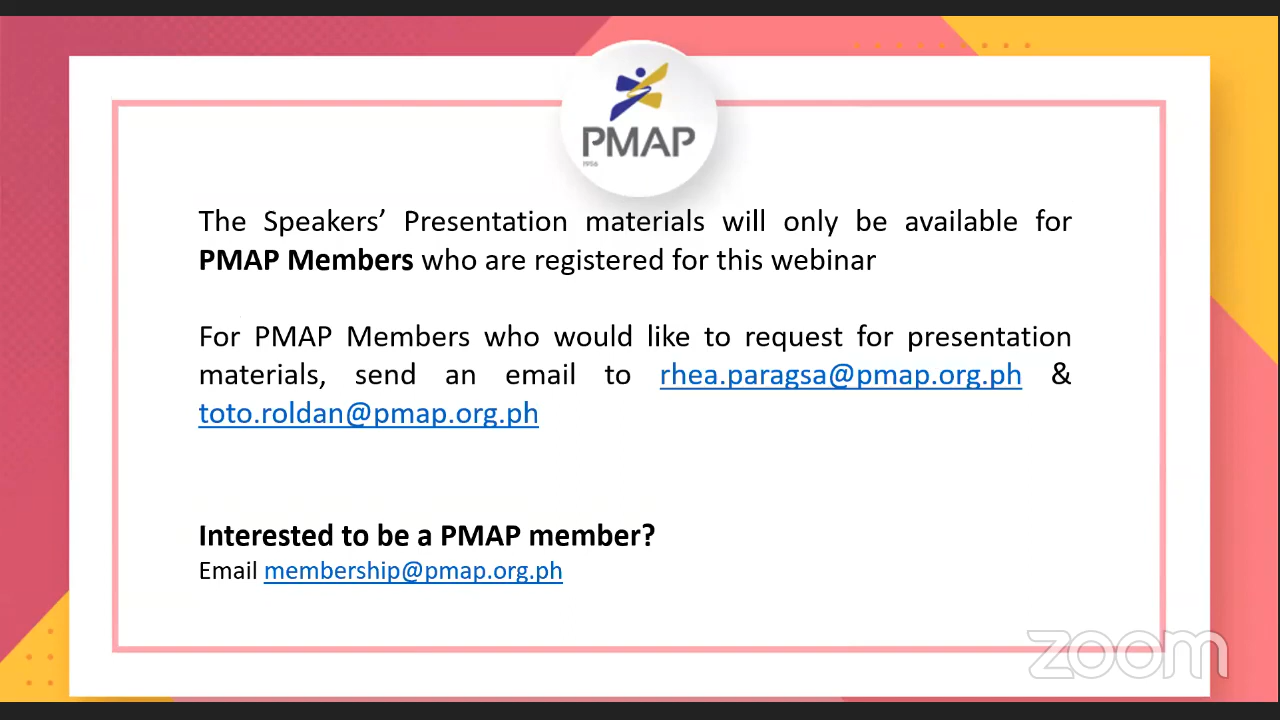 PMAP
1956
The Speakers’ Presentation materials will only be available for
PMAP Members who are registered for this webinar
For PMAP Members who would like to request for presentation
materials, send an email to rhea.paragsa@pmap.org.ph &
toto.roldan@pmap.org.ph
Interested to be a PMAP member?
Email membership@pmap.org.ph
zoom